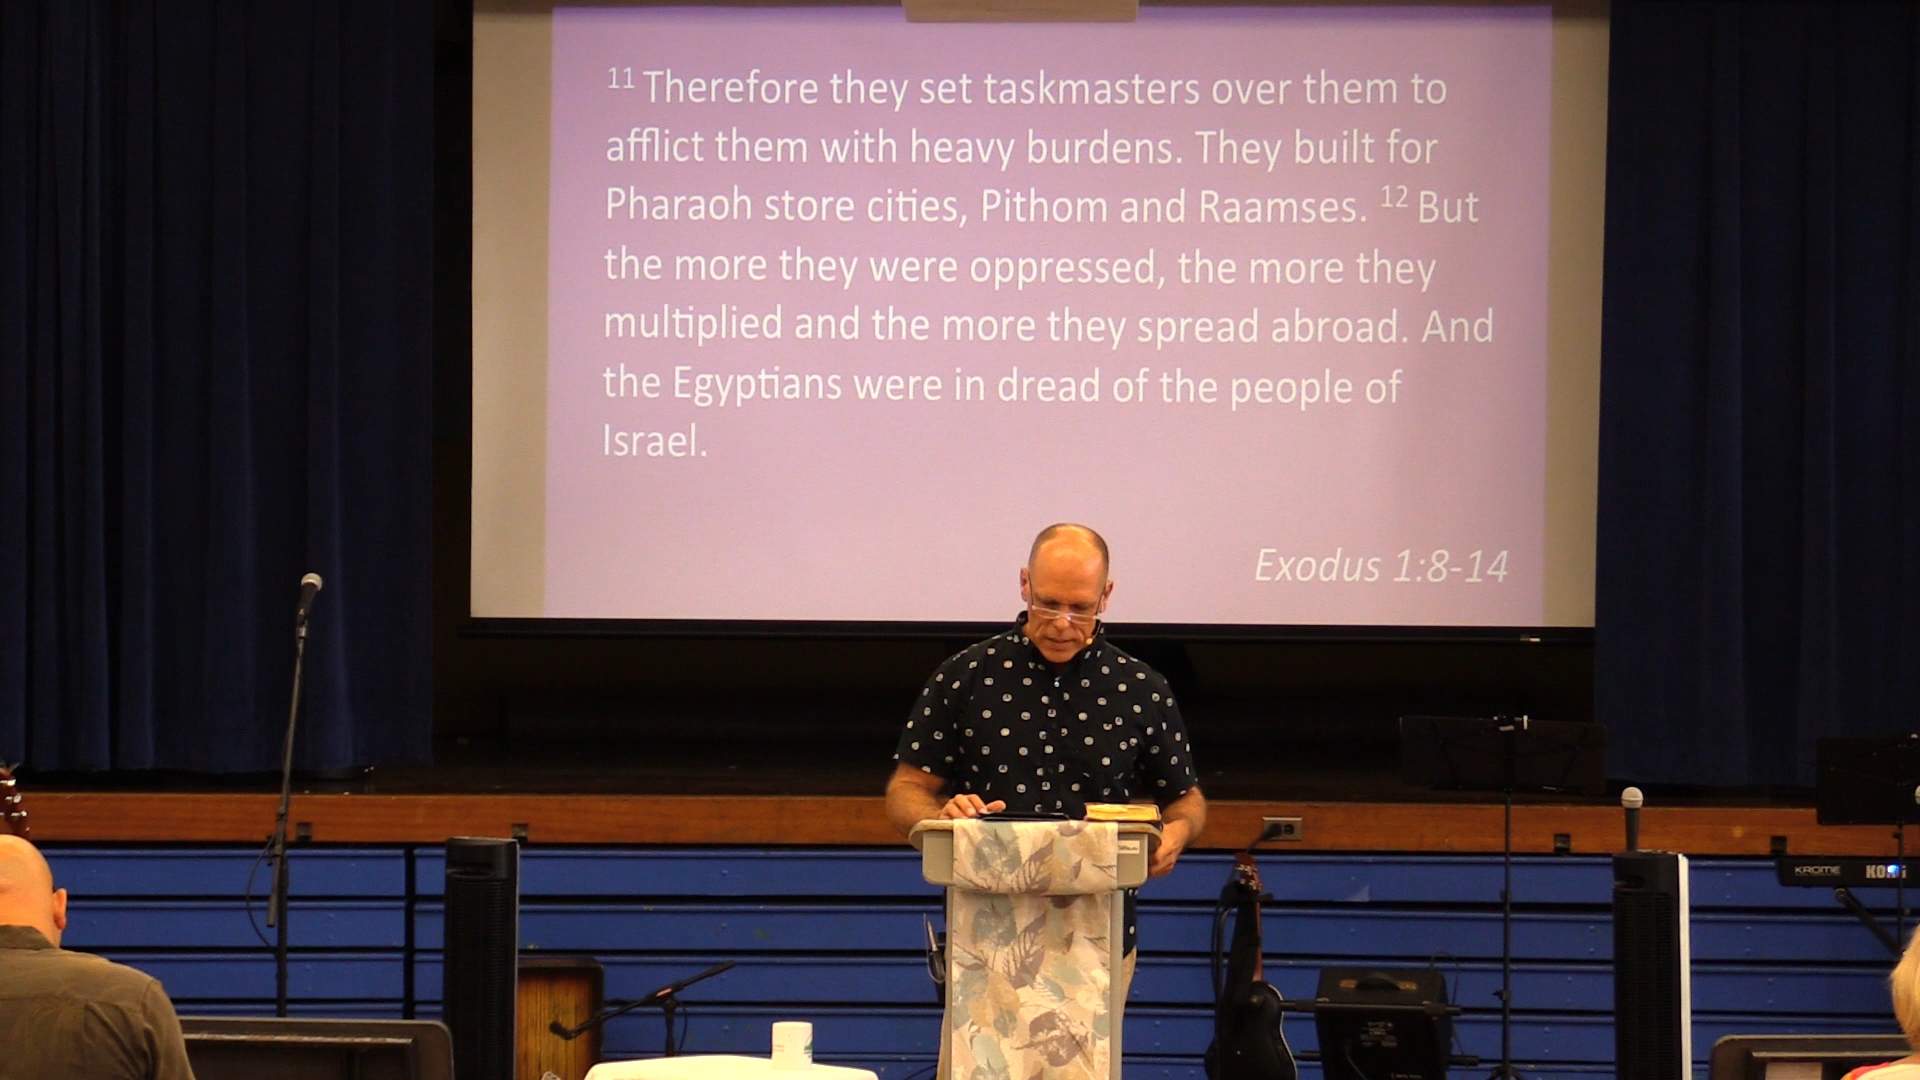 11 Therefore they set taskmasters over them to
afflict them with heavy burdens. They built for
Pharaoh store cities, Pithom and Raamses. 12 But
the more they were oppressed, the more they
multiplied and the more they spread abroad. And
the Egyptians were in dread of the people of
Israel.
Exodus 1:8-14
KROME